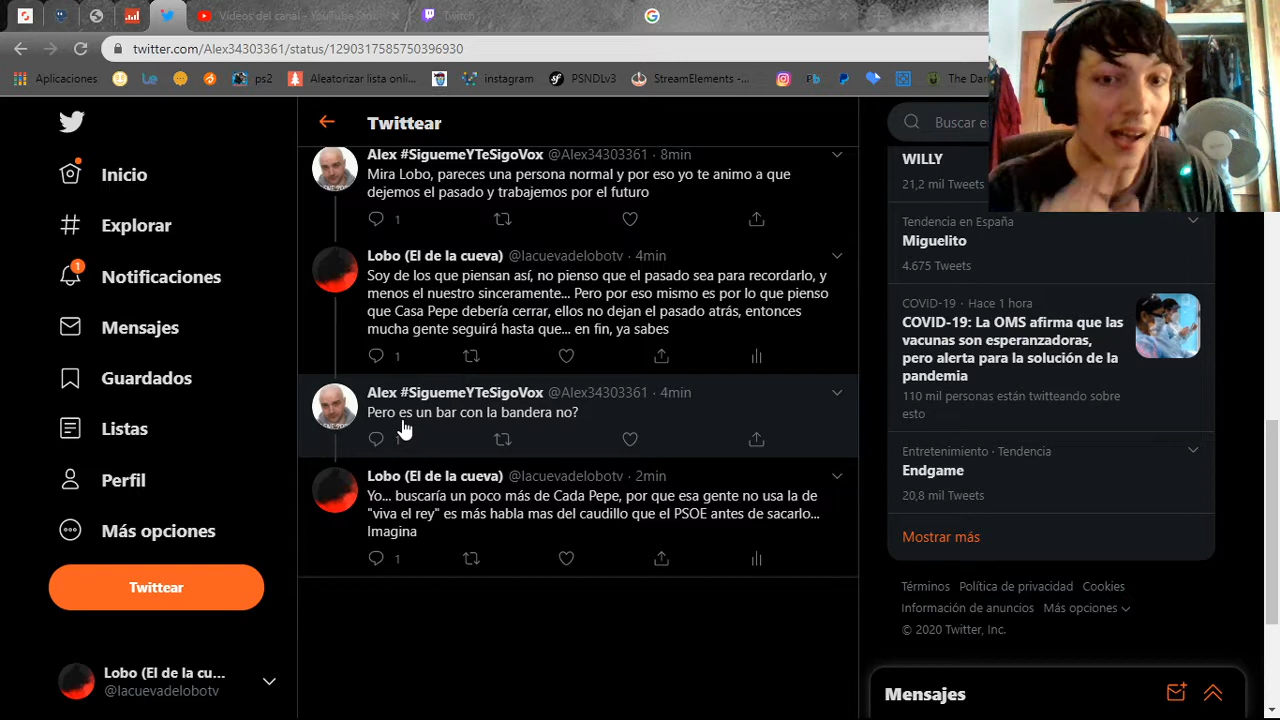 Vídeos del canal - YouTube Stu
Twitch
twitter.com/Alex34303361/status/1290317585750396930
Aplicaciones
ps2
Aleatorizar lista onlin...
instagram
PSNDLv3
StreamElements -...
The Dar
Inicio
Explorar
1
Notificaciones
Mensajes
Guardados
Listas
Perfil
Más opciones
Twittear
Lobo (El de la cu...
@lacuevadelobotv
Twittear
Alex #SiguemeYTeSigoVox @Alex34303361 · 8min
Mira Lobo, pareces una persona normal y por eso yo te animo a que
dejemos el pasado y trabajemos por el futuro
1
Lobo (El de la cueva) @lacuevadelobotv · 4min
Soy de los que piensan así, no pienso que el pasado sea para recordarlo, y
menos el nuestro sinceramente... Pero por eso mismo es por lo que pienso
que Casa Pepe debería cerrar, ellos no dejan el pasado atrás, entonces
mucha gente seguirá hasta que... en fin, ya sabes
1
Alex #SiguemeYTeSigoVox @Alex34303361 · 4min
Pero es un bar con la bandera no?
1
Lobo (El de la cueva) @lacuevadelobotv · 2min
Yo... buscaría un poco más de Cada Pepe, por que esa gente no usa la de
"viva el rey" es más habla mas del caudillo que el PSOE antes de sacarlo...
Imagina
1
Buscar e
WILLY
21,2 mil Tweets
Tendencia en España
Miguelito
4.675 Tweets
COVID-19 · Hace 1 hora
COVID-19: La OMS afirma que las
vacunas son esperanzadoras,
pero alerta para la solución de la
pandemia
110 mil personas están twitteando sobre
esto
Entretenimiento · Tendencia
Endgame
20,8 mil Tweets
Mostrar más
Términos Política de privacidad Cookies
Información de anuncios Más opciones
© 2020 Twitter, Inc.
Mensajes